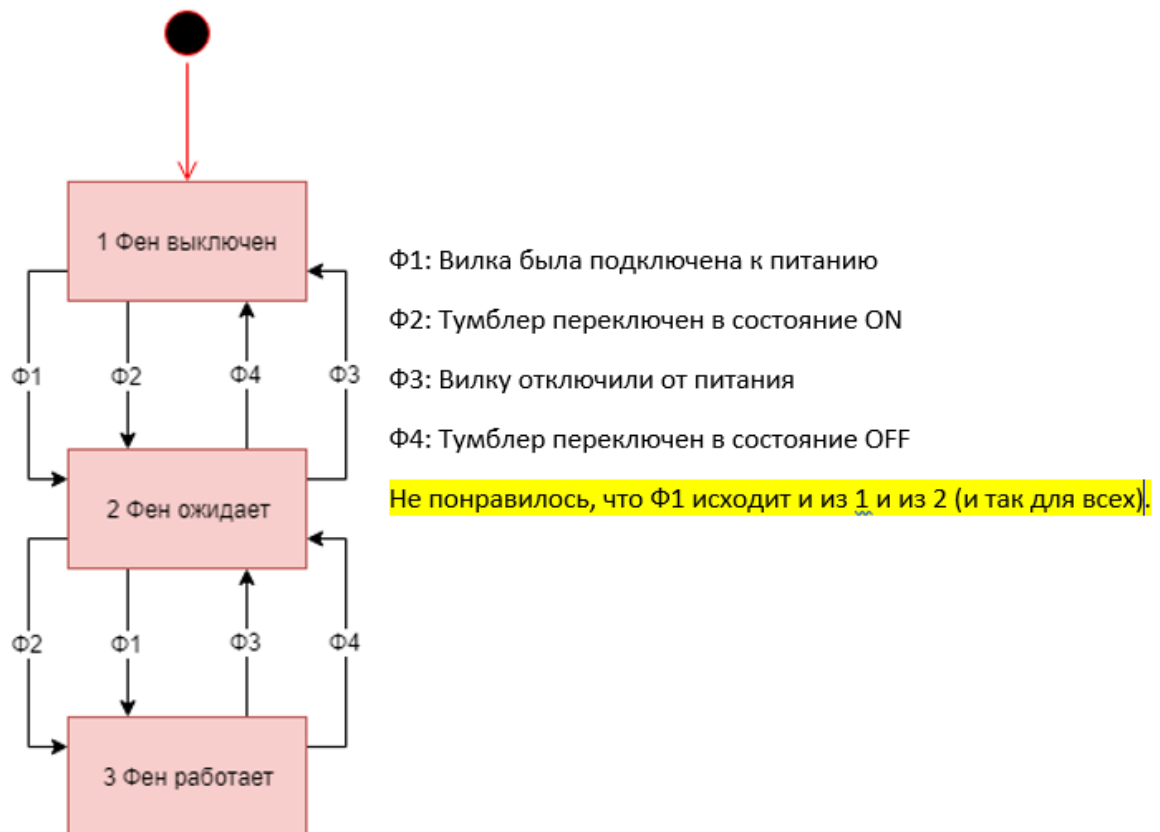 1 Фен выключен
Ф1: Вилка была подключена к питанию
Ф2: Тумблер переключен в состояние ON
Ф1
Ф2
Ф4
Ф3
Ф3: Вилку отключили от питания
Ф4: Тумблер переключен в состояние OFF
2 Фен ожидает
Не понравилось, что Ф1 исходит и из 1 и из 2 (и так для всех).
Ф2
Ф1
Ф3
Ф4
3 Фен работает